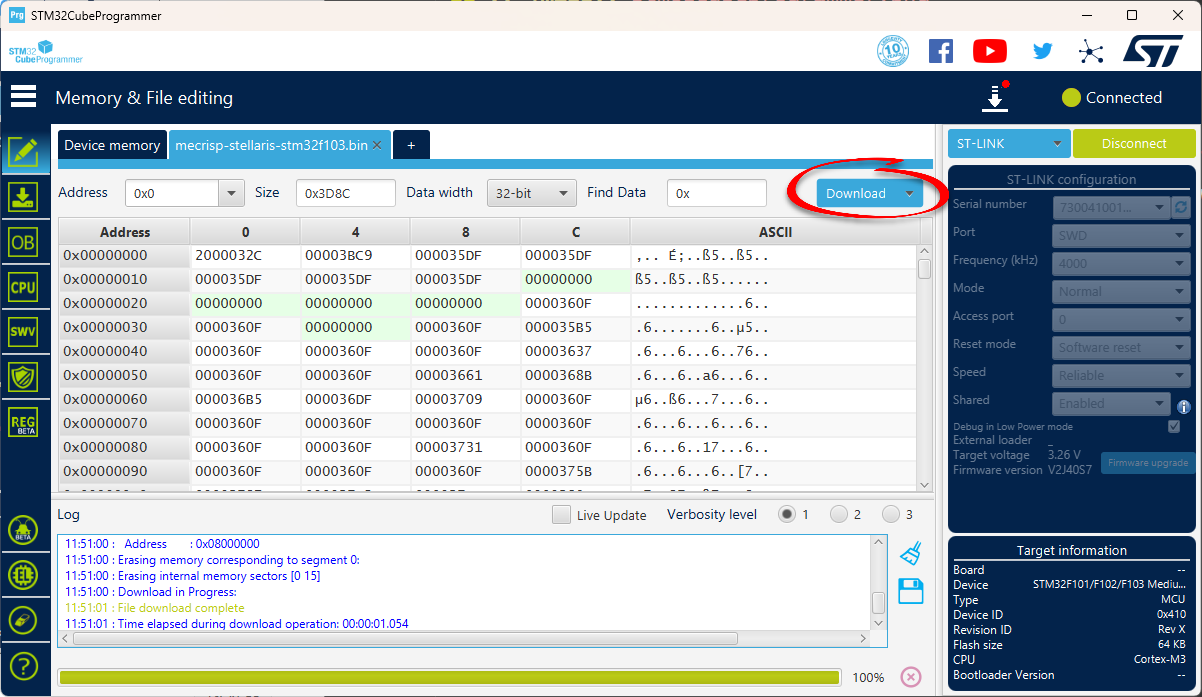 Prg STM32CubeProgrammer
STM32
CubeProgrammer
10 YEARS
Memory & File editing
Connected
Device memory
mecrisp-stellaris-stm32f103.bin ×
+
ST-LINK
Disconnect
Address 0x0 Size 0x3D8C Data width 32-bit Find Data 0x Download
Address 0 4 8 C ASCII
0x00000000 2000032C 00003BC9 000035DF 000035DF ,.. É;..ß5..ß5..
0x00000010 000035DF 000035DF 000035DF 00000000 ß5..ß5..ß5......
0x00000020 00000000 00000000 00000000 0000360F .............6..
0x00000030 0000360F 00000000 0000360F 000035B5 .6.......6..µ5..
0x00000040 0000360F 0000360F 0000360F 00003637 .6...6...6..76..
0x00000050 0000360F 0000360F 00003661 0000368B .6...6..a6...6..
0x00000060 000036B5 000036DF 00003709 0000360F µ6..ß6...7...6..
0x00000070 0000360F 0000360F 0000360F 0000360F .6...6...6...6..
0x00000080 0000360F 0000360F 00003731 0000360F .6...6..17...6..
0x00000090 0000360F 0000360F 0000360F 0000375B .6...6...6..[7..
OB
CPU
SWV
REG
BETA
BETA
EL
?
Log
Live Update Verbosity level 1 2 3
11:51:00 : Address : 0x08000000
11:51:00 : Erasing memory corresponding to segment 0:
11:51:00 : Erasing internal memory sectors [0 15]
11:51:00 : Download in Progress:
11:51:01 : File download complete
11:51:01 : Time elapsed during download operation: 00:00:01.054
100%
ST-LINK configuration
Serial number 730041001...
Port SWD
Frequency (kHz) 4000
Mode Normal
Access port 0
Reset mode Software reset
Speed Reliable
Shared Enabled
Debug in Low Power mode
External loader _
Target voltage 3.26 V
Firmware version V2J40S7
Firmware upgrade
Target information
Board --
Device STM32F101/F102/F103 Mediu...
Type MCU
Device ID 0x410
Revision ID Rev X
Flash size 64 KB
CPU Cortex-M3
Bootloader Version --